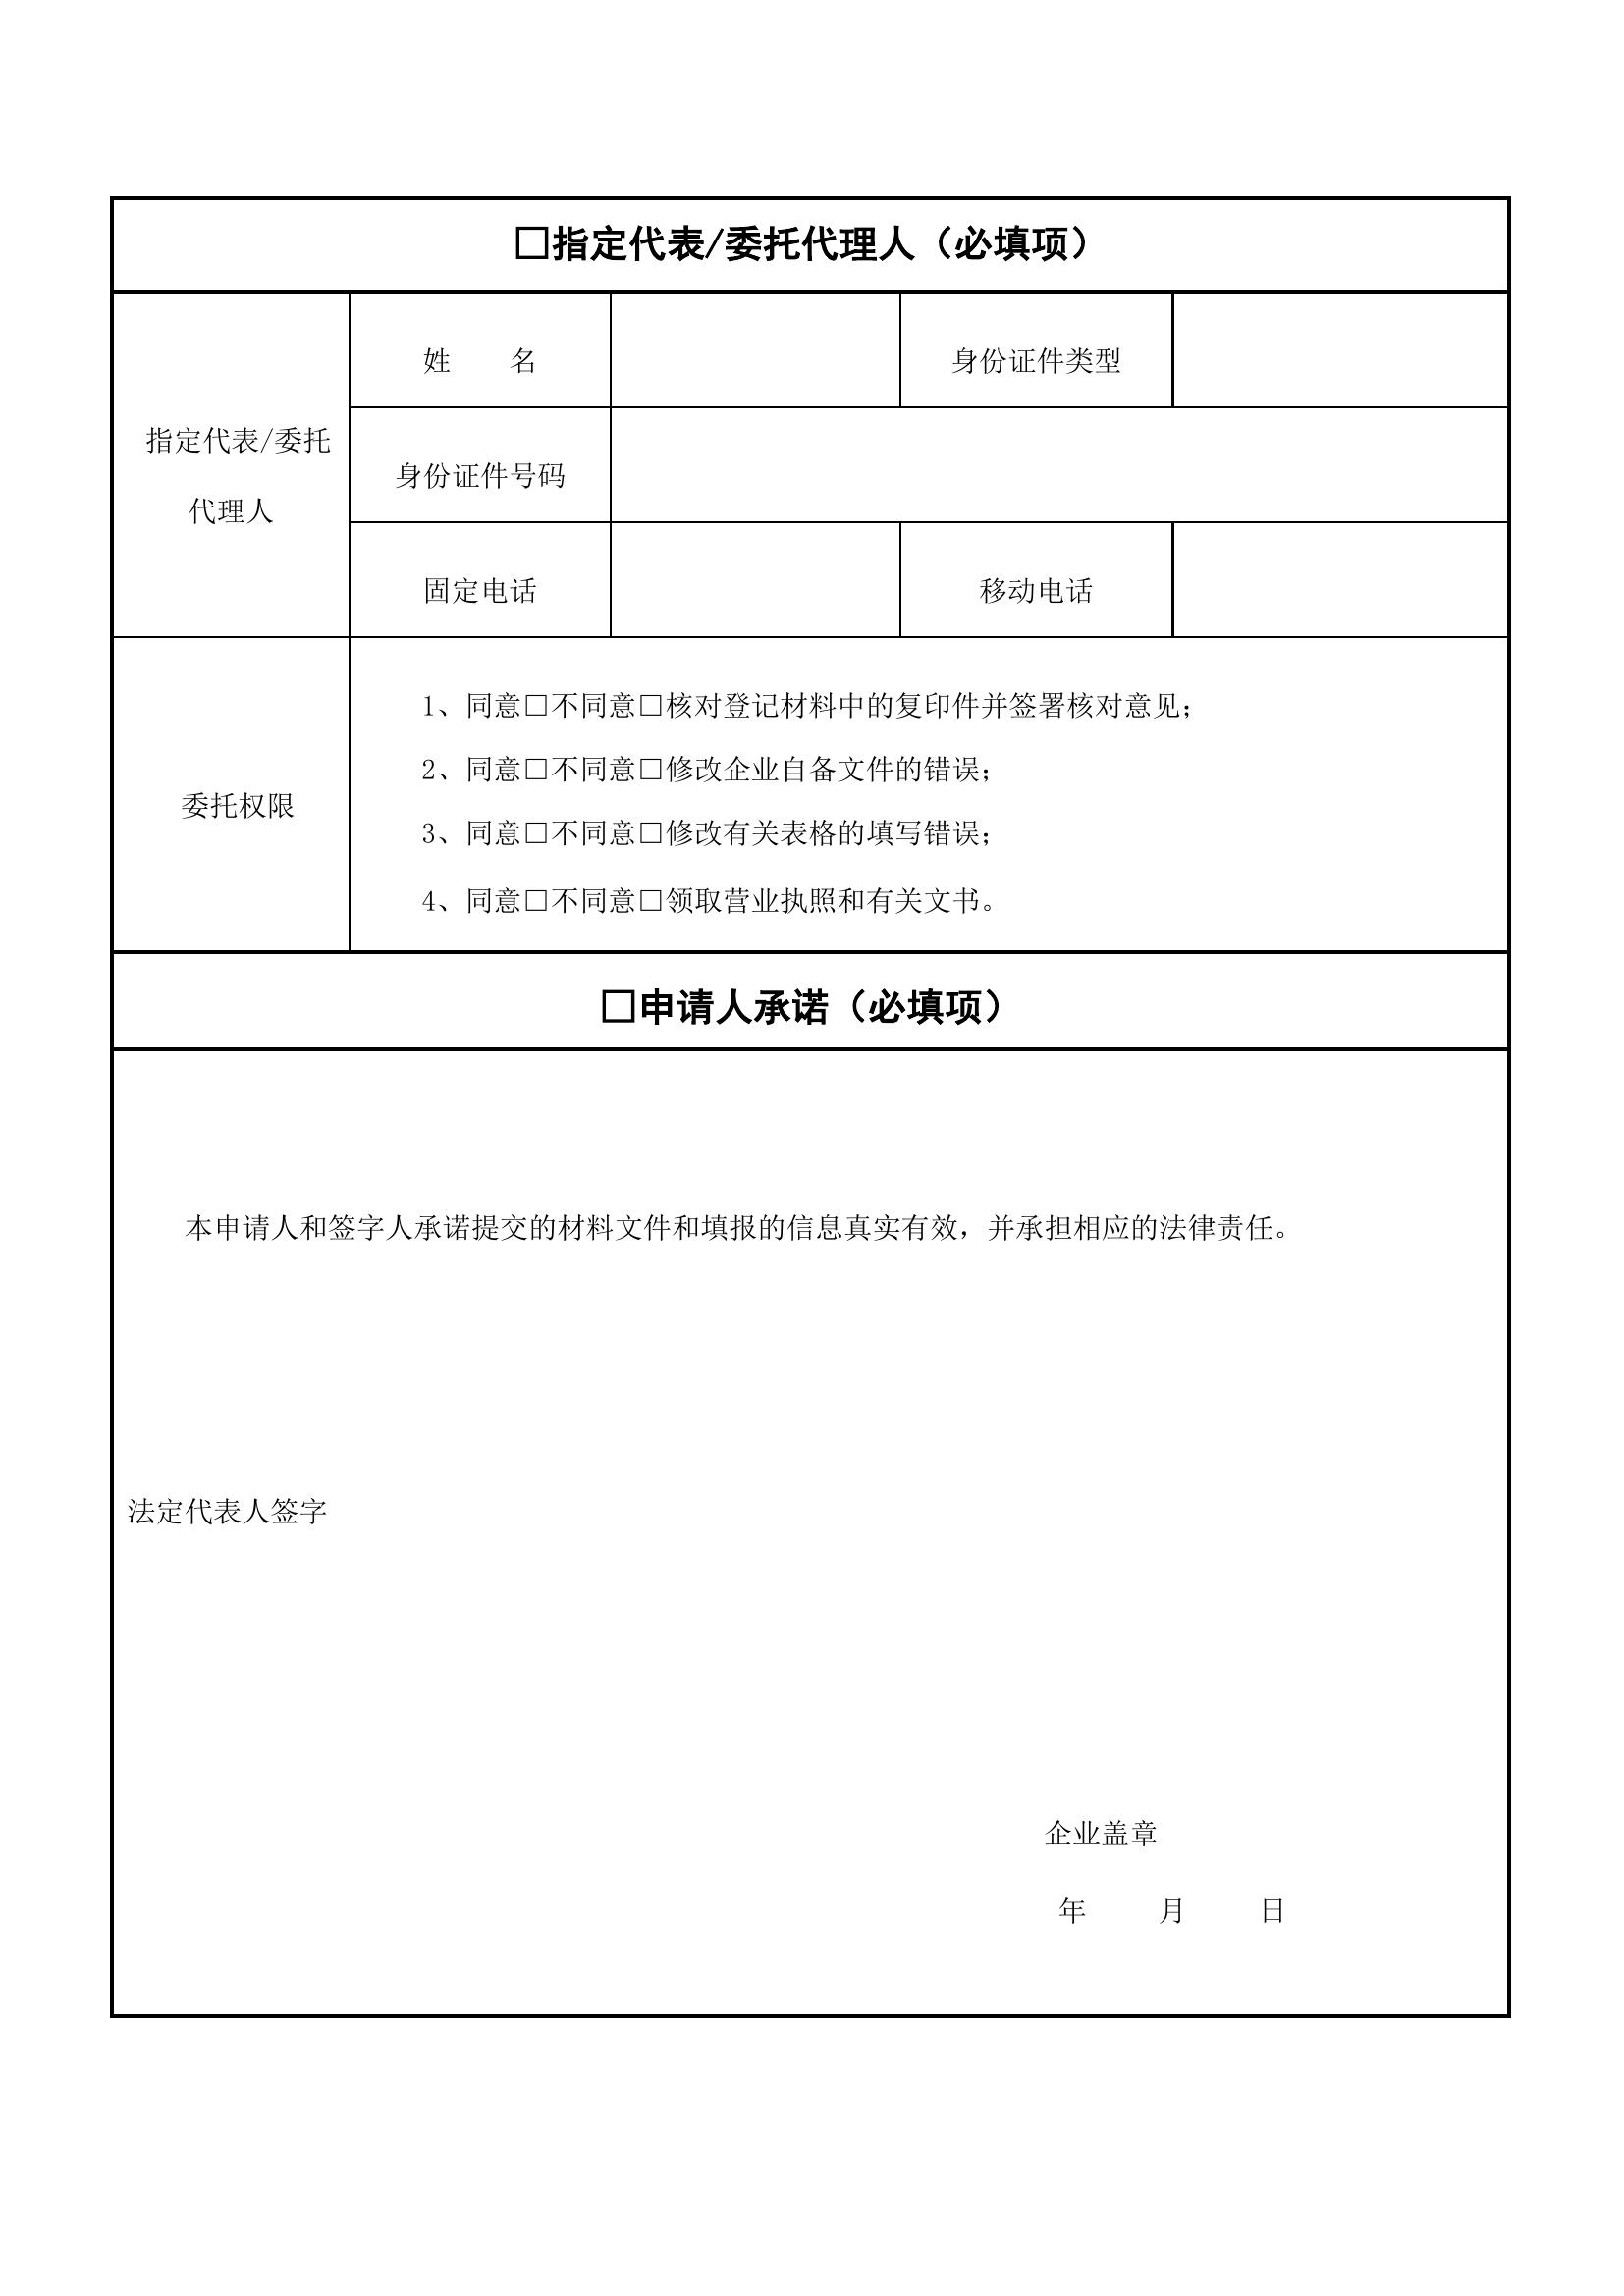 □指定代表/委托代理人（必填项）
姓 名
身份证件类型
指定代表/委托
代理人
身份证件号码
固定电话
移动电话
委托权限
1、同意□不同意□核对登记材料中的复印件并签署核对意见；
2、同意□不同意□修改企业自备文件的错误；
3、同意□不同意□修改有关表格的填写错误；
4、同意□不同意□领取营业执照和有关文书。
□申请人承诺（必填项）
本申请人和签字人承诺提交的材料文件和填报的信息真实有效，并承担相应的法律责任。
法定代表人签字
企业盖章
年 月 日